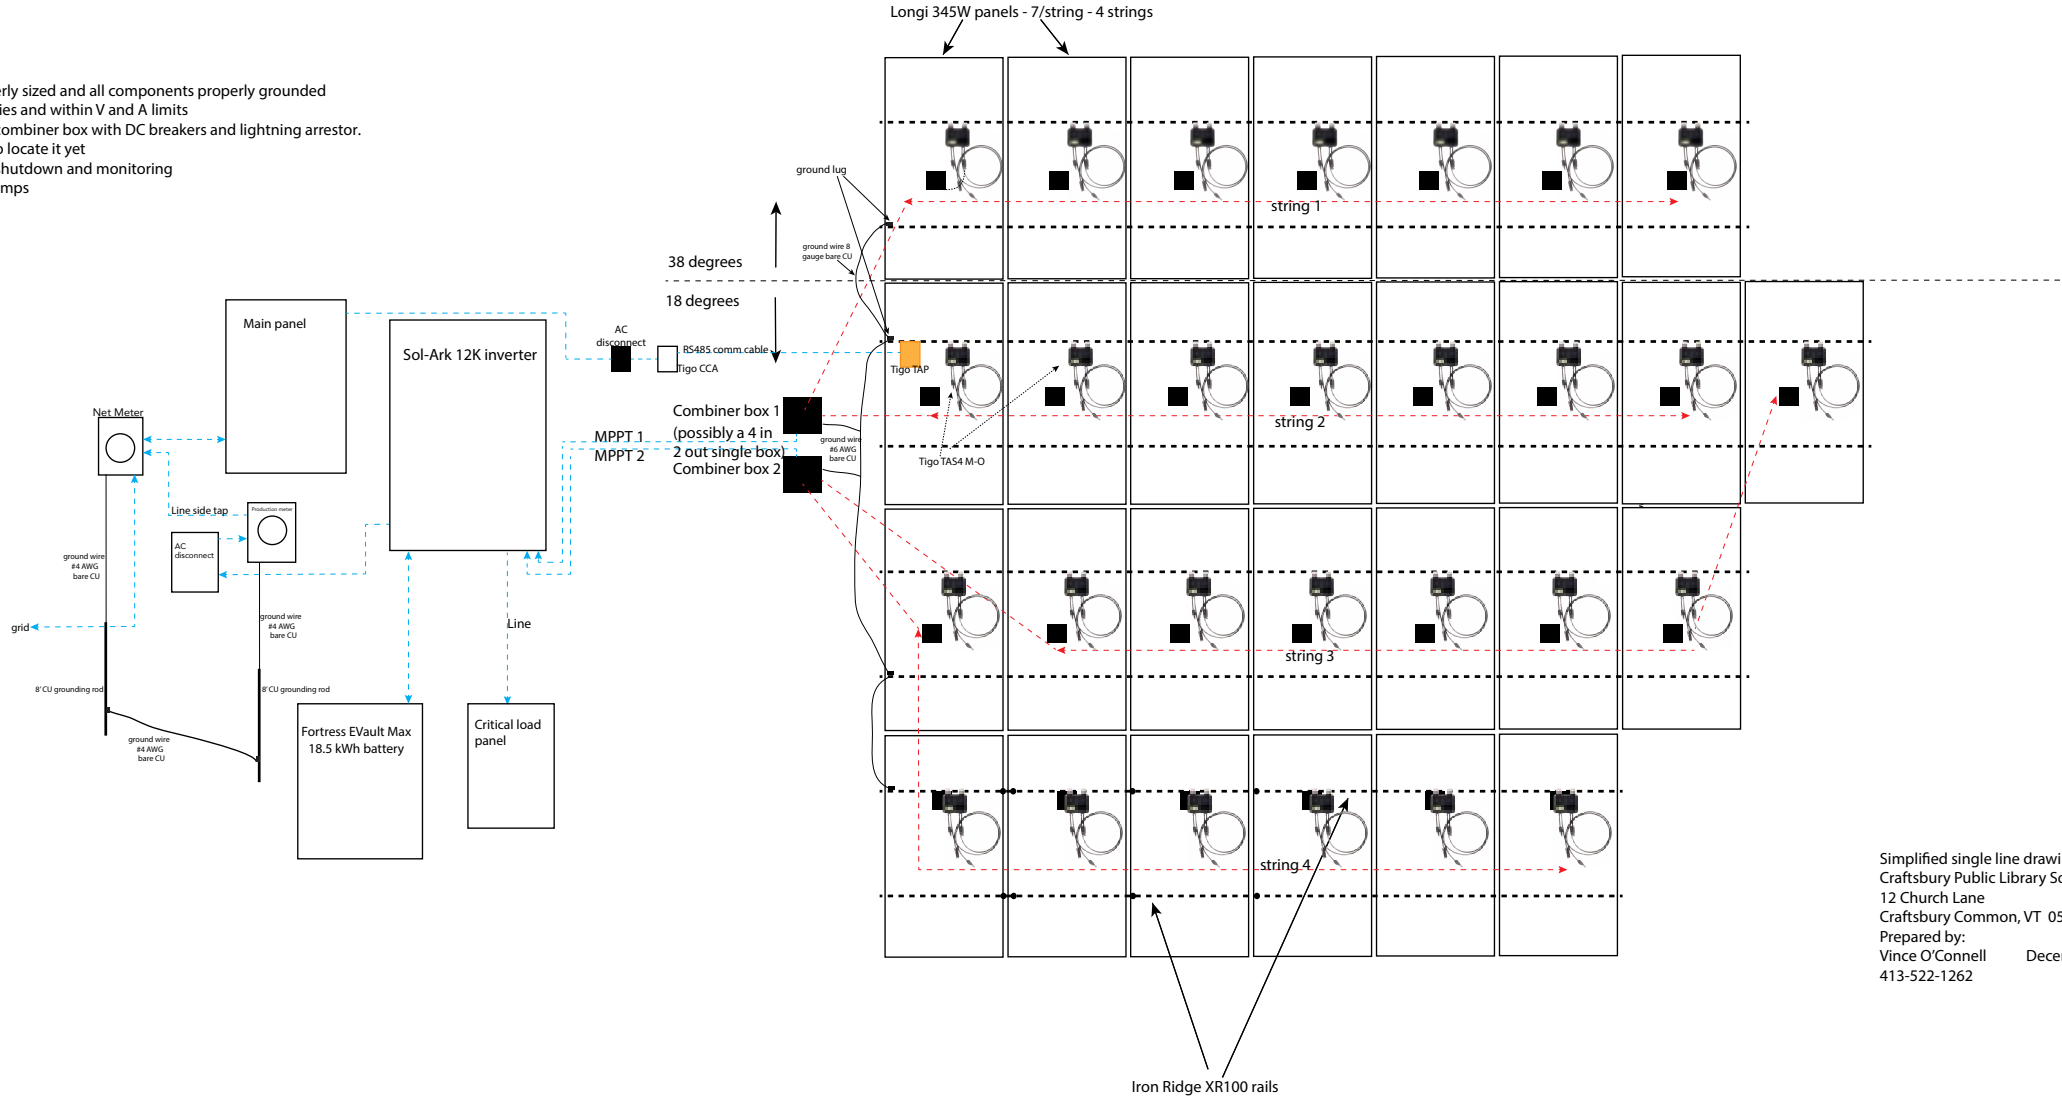 Longi 345W panels - 7/string - 4 strings
erly sized and all components properly grounded
ies and within V and A limits
combiner box with DC breakers and lightning arrestor.
o locate it yet
shutdown and monitoring
mps
ground lug
string 1
ground wire 8
gauge bare CU
38 degrees
18 degrees
Main panel
Sol-Ark 12K inverter
AC
disconnect
RS485 comm cable
Tigo CCA
Tigo TAP
Net Meter
Combiner box 1
(possibly a 4 in
2 out single box)
Combiner box 2
MPPT 1
MPPT 2
ground wire
#6 AWG
bare CU
string 2
Tigo TAS4 M-O
Line side tap
Production meter
AC
disconnect
ground wire
#4 AWG
bare CU
ground wire
#4 AWG
bare CU
grid
Line
string 3
8' CU grounding rod
8' CU grounding rod
ground wire
#4 AWG
bare CU
Fortress EVault Max
18.5 kWh battery
Critical load
panel
string 4
Simplified single line drawi
Craftsbury Public Library So
12 Church Lane
Craftsbury Common, VT 05
Prepared by:
Vince O'Connell Decer
413-522-1262
Iron Ridge XR100 rails